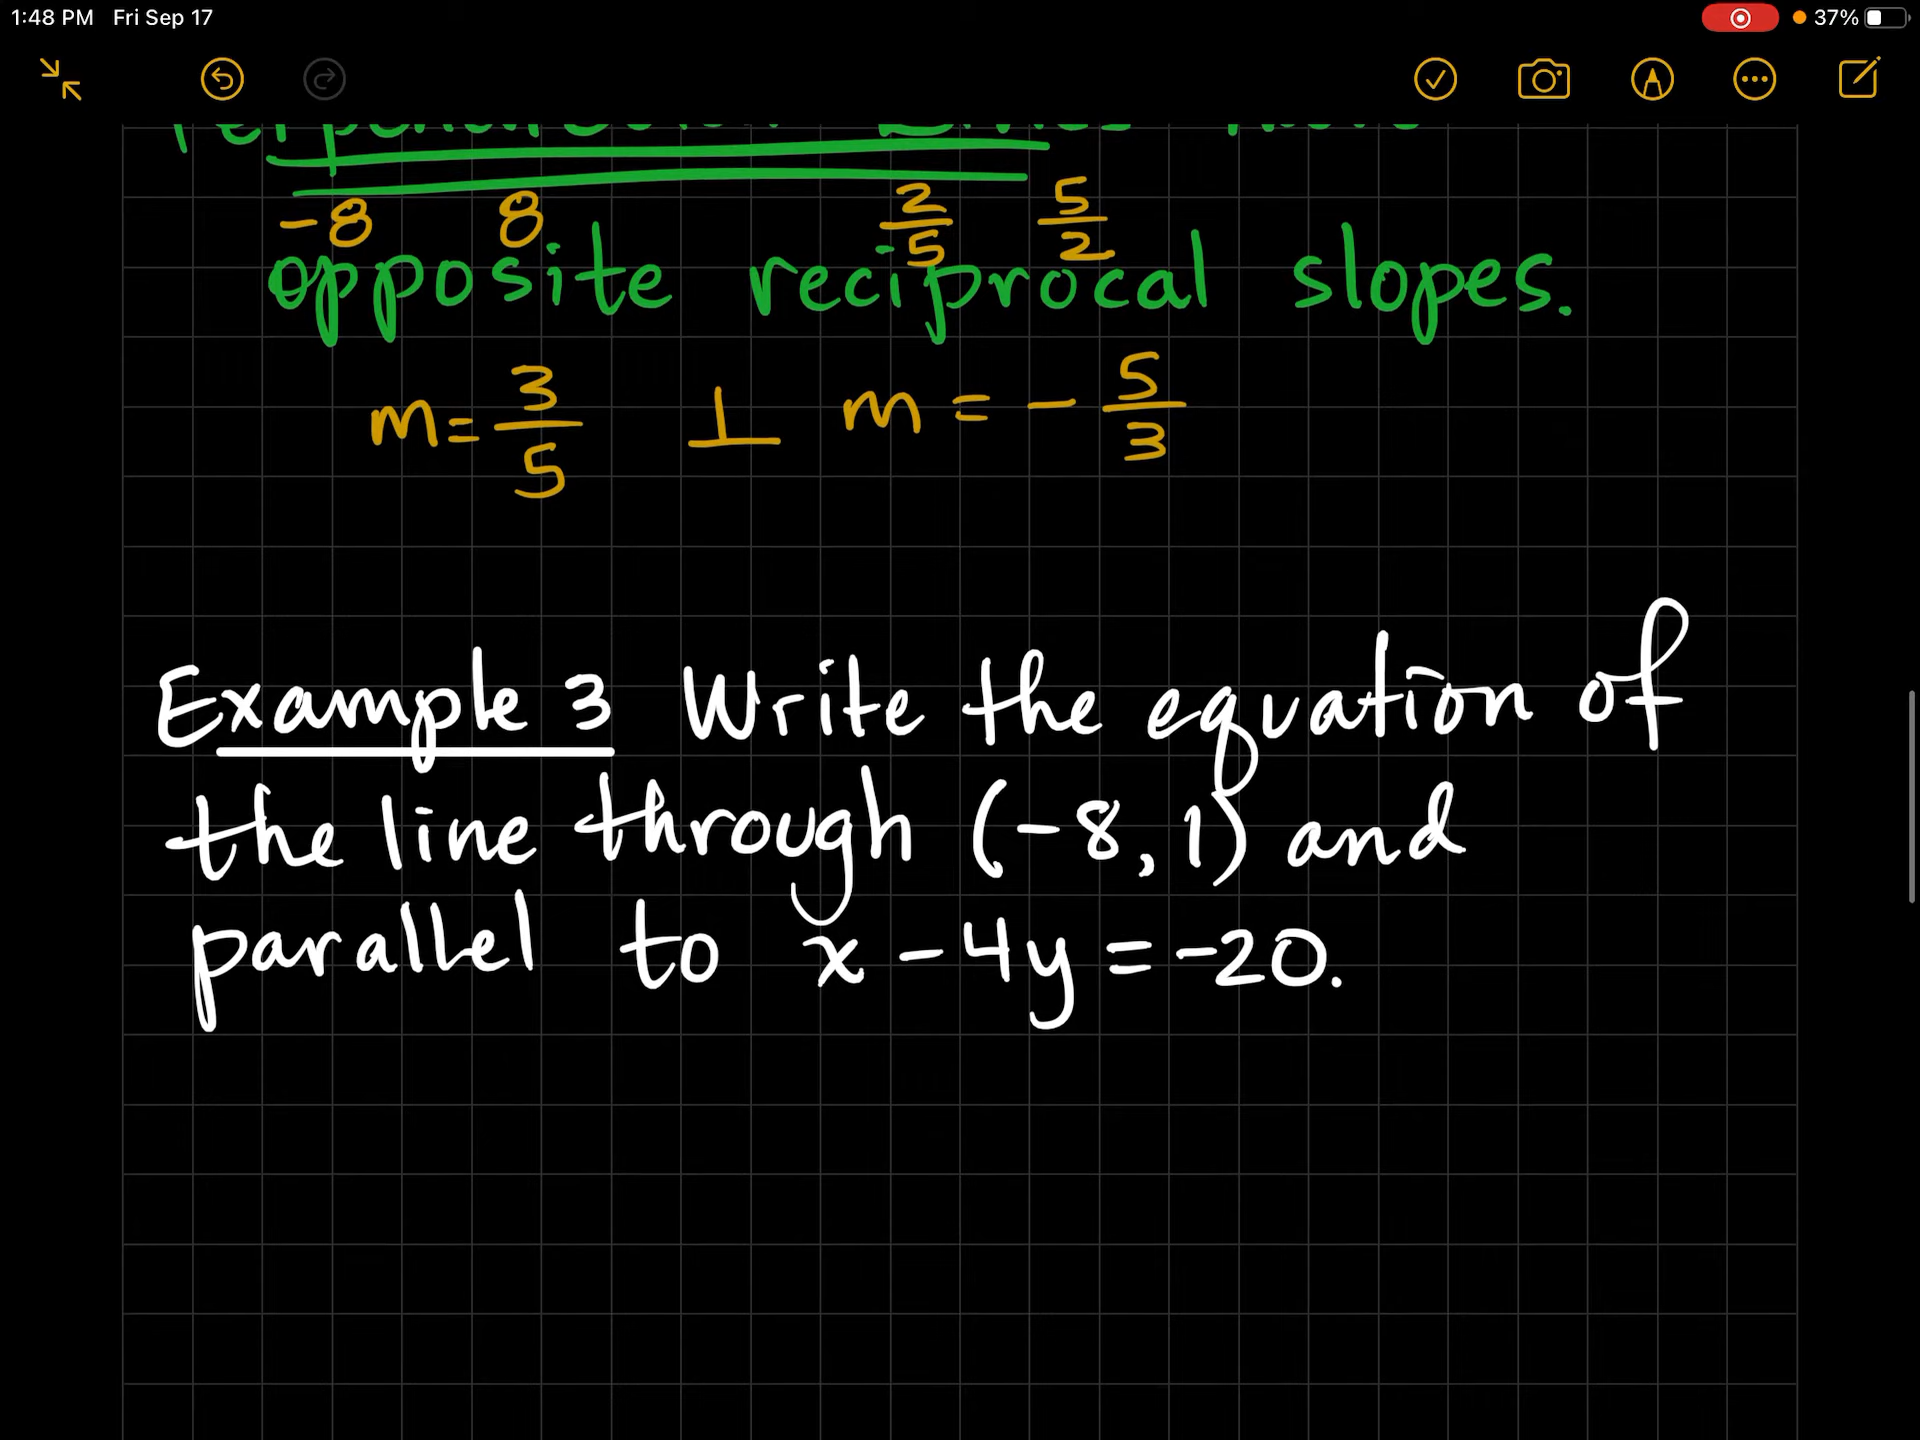 1:48 PM Fri Sep 17 37%
-8 8 2/5 5/2
opposite reciprocal slopes.
m = 3/5 ⊥ m = - 5/3
Example 3 Write the equation of
the line through (-8, 1) and
parallel to x - 4y = -20.